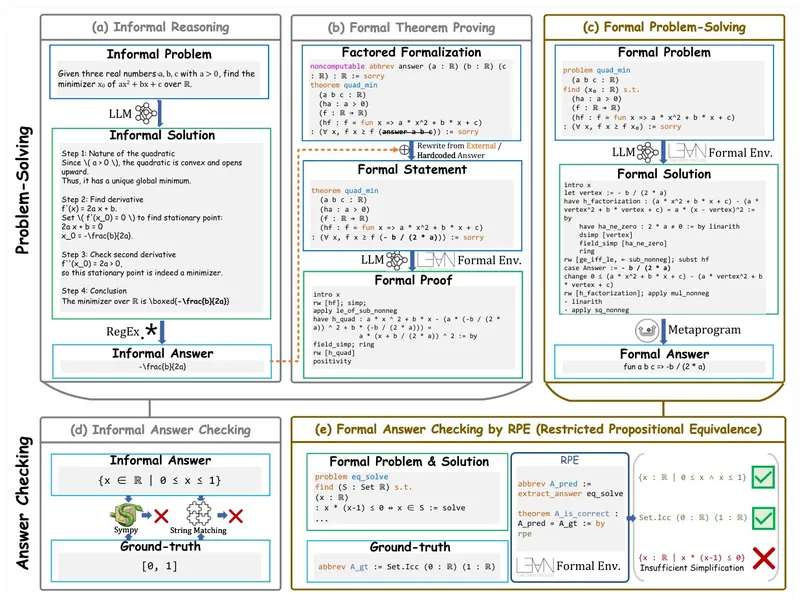 (a) Informal Reasoning
Informal Problem
Given three real numbers a, b, c with a > 0, find the
minimizer x₀ of ax² + bx + c over ℝ.
LLM
Informal Solution
Step 1: Nature of the quadratic
Since \( a > 0 \), the quadratic is convex and opens
upward.
Thus, it has a unique global minimum.
Step 2: Find derivative
f'(x) = 2a x + b.
Set \( f'(x_0) = 0 \) to find stationary point:
2a x + b = 0
x_0 = -\frac{b}{2a}.
Step 3: Check second derivative
f''(x_0) = 2a > 0,
so this stationary point is indeed a minimizer.
Step 4: Conclusion
The minimizer over ℝ is \boxed{-\frac{b}{2a}}
RegEx .*
Informal Answer
-\frac{b}{2a}
(b) Formal Theorem Proving
Factored Formalization
noncomputable abbrev answer (a : ℝ) (b : ℝ) (c
: ℝ) : ℝ := sorry
theorem quad_min
(a b c : ℝ)
(ha : a > 0)
(f : ℝ → ℝ)
(hf : f = fun x => a * x^2 + b * x + c)
: (∀ x, f x ≥ f (answer a b c)) := sorry
Rewrite from External /
Hardcoded Answer
Formal Statement
theorem quad_min
(a b c : ℝ)
(ha : a > 0)
(f : ℝ → ℝ)
(hf : f = fun x => a * x^2 + b * x + c)
: (∀ x, f x ≥ f (- b / (2 * a))) := sorry
LLM LEAN Formal Env.
Formal Proof
intro x
rw [hf]; simp;
apply le_of_sub_nonneg
have h_quad : (a * x ^ 2 + b * x - (a * (-b / (2 *
a)) ^ 2 + b * (-b / (2 * a)))) =
a * (x + b / (2 * a)) ^ 2 := by
field_simp; ring
rw [h_quad]
positivity
(c) Formal Problem-Solving
Formal Problem
problem quad_min
(a b c : ℝ)
find (x₀ : ℝ) s.t.
(ha : a > 0)
(f : ℝ → ℝ)
(hf : f = fun x => a * x^2 + b * x + c)
: (∀ x, f x ≥ f x₀) := sorry
LLM LEAN Formal Env.
Formal Solution
intro x
let vertex := - b / (2 * a)
have h_factorization : (a * x^2 + b * x + c) - (a *
vertex^2 + b * vertex + c) = a * (x - vertex)^2 :=
by
have ha_ne_zero : 2 * a ≠ 0 := by linarith
dsimp [vertex]
field_simp [ha_ne_zero]
ring
rw [ge_iff_le, ← sub_nonneg]; subst hf
case Answer := - b / (2 * a)
change 0 ≤ (a * x^2 + b * x + c) - (a * vertex^2 + b *
vertex + c)
rw [h_factorization]; apply mul_nonneg
· linarith
· apply sq_nonneg
Metaprogram
Formal Answer
fun a b c => -b / (2 * a)
Problem-Solving
Answer Checking
(d) Informal Answer Checking
Informal Answer
{x ∈ ℝ | 0 ≤ x ≤ 1}
Sympy
String Matching
Ground-truth
[0, 1]
(e) Formal Answer Checking by RPE (Restricted Propositional Equivalence)
Formal Problem & Solution
problem eq_solve
find (S : Set ℝ) s.t.
(x : ℝ)
: x * (x-1) ≤ 0 ↔ x ∈ S := solve
...
Ground-truth
abbrev A_gt := Set.Icc (0 : ℝ) (1 : ℝ)
RPE
abbrev A_pred :=
extract_answer eq_solve
theorem A_is_correct :
A_pred = A_gt := by
rpe
LEAN Formal Env.
{x : ℝ | 0 ≤ x ∧ x ≤ 1}
Set.Icc (0 : ℝ) (1 : ℝ)
{x : ℝ | x * (x-1) ≤ 0}
Insufficient Simplification